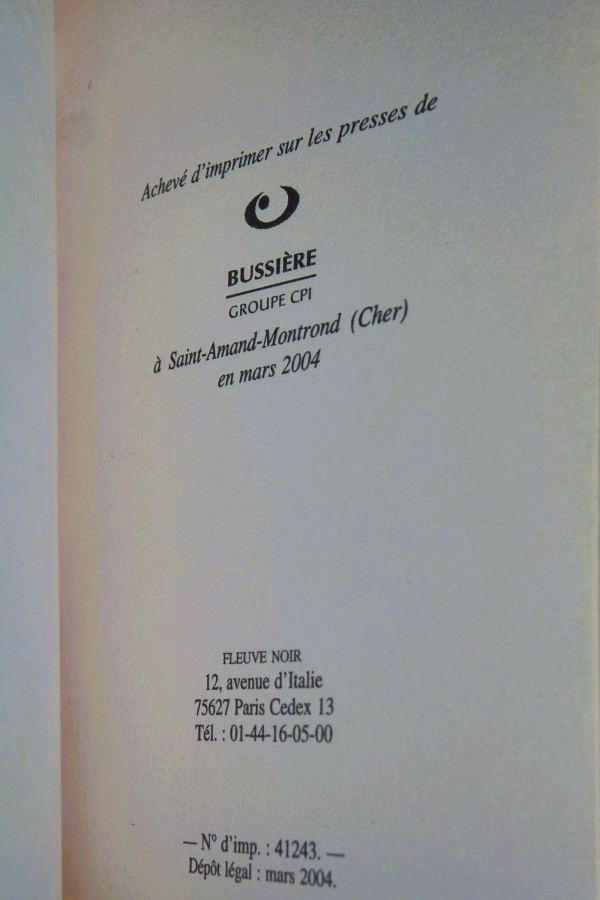 Achevé d'imprimer sur les presses de
BUSSIÈRE
GROUPE CPI
à Saint-Amand-Montrond (Cher)
en mars 2004
FLEUVE NOIR
12, avenue d'Italie
75627 Paris Cedex 13
Tél. : 01-44-16-05-00
— N° d'imp. : 41243. —
Dépôt légal : mars 2004.